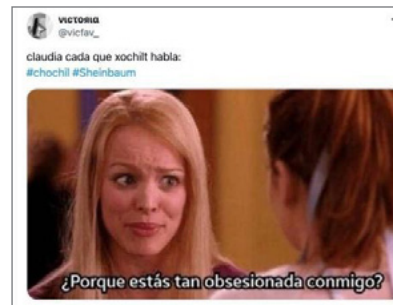 VICTORIA
@victav_
claudia cada que xochilt habla:
#chochil #Sheinbaum
¿Porque estás tan obsesionada conmigo?